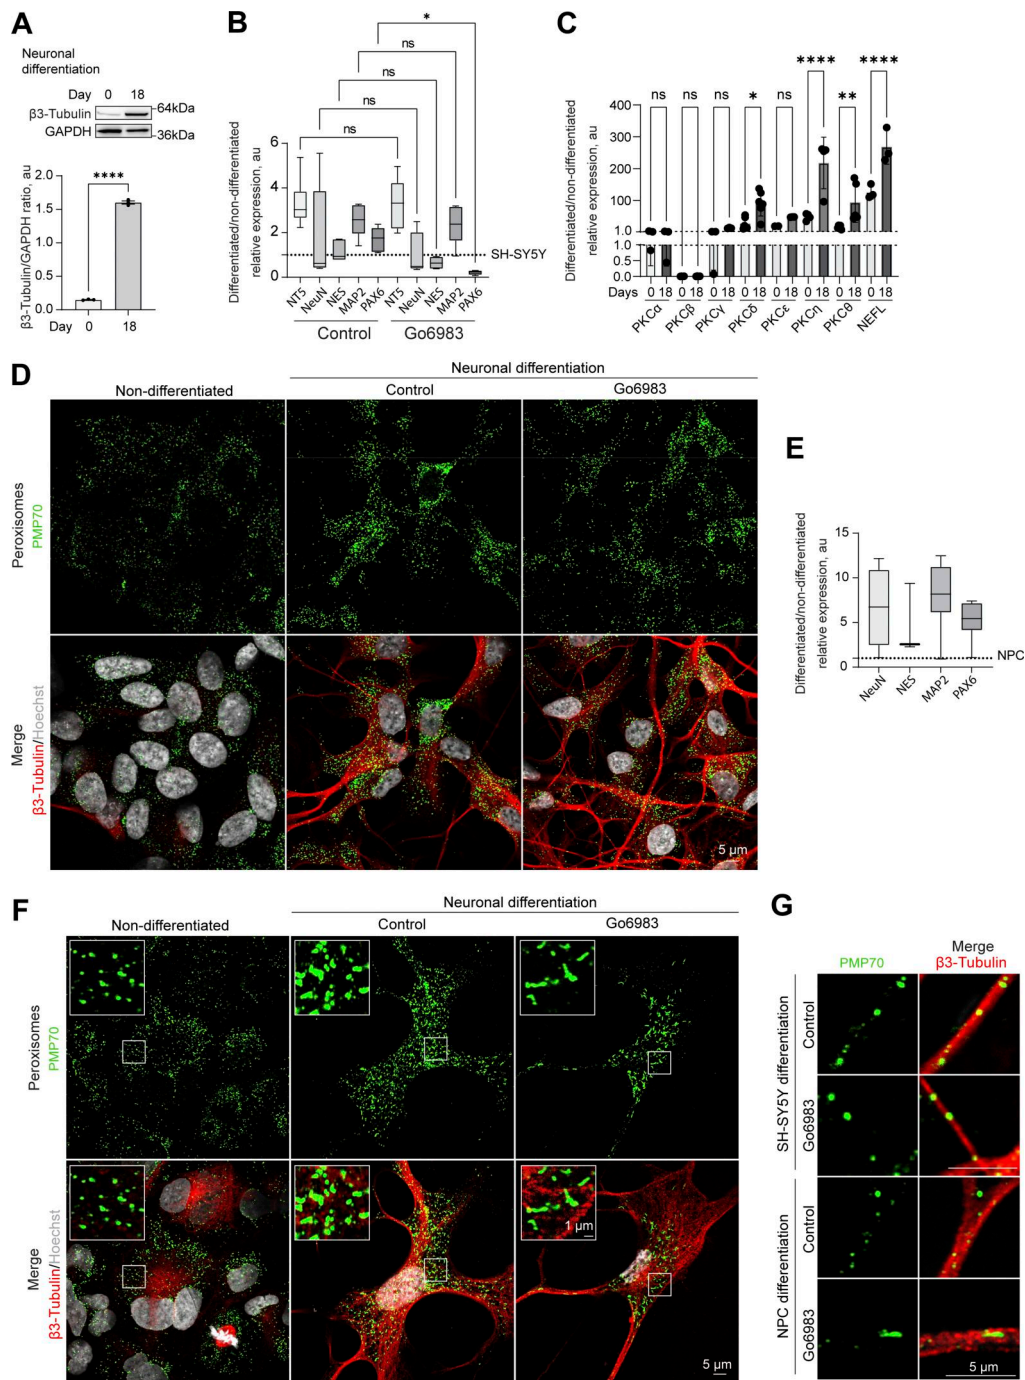 A
Neuronal
differentiation
Day 0 18
β3-Tubulin
-64kDa
GAPDH
-36kDa
β3-Tubulin/GAPDH ratio, au
2.0
1.5
1.0
0.5
0.0
****
Day 0 18
B
Differentiated/non-differentiated
relative expression, au
6
4
2
0
*
ns
ns
ns
ns
SH-SY5Y
NT5 NeuN NES MAP2 PAX6 NT5 NeuN NES MAP2 PAX6
Control Go6983
C
Differentiated/non-differentiated
relative expression, au
400
300
200
100
1.0
1.0
0.5
0.0
ns ns ns * ns **** ** ****
Days 0 18 0 18 0 18 0 18 0 18 0 18 0 18 0 18
PKCα PKCβ PKCγ PKCδ PKCε PKCη PKCθ NEFL
D
Neuronal differentiation
Non-differentiated Control Go6983
Peroxisomes
PMP70
Merge
β3-Tubulin/Hoechst
5 µm
E
Differentiated/non-differentiated
relative expression, au
15
10
5
0
NPC
NeuN NES MAP2 PAX6
F
Neuronal differentiation
Non-differentiated Control Go6983
Peroxisomes
PMP70
Merge
β3-Tubulin/Hoechst
1 µm
5 µm
G
Merge
PMP70 β3-Tubulin
SH-SY5Y differentiation
Control
Go6983
NPC differentiation
Control
Go6983
5 µm